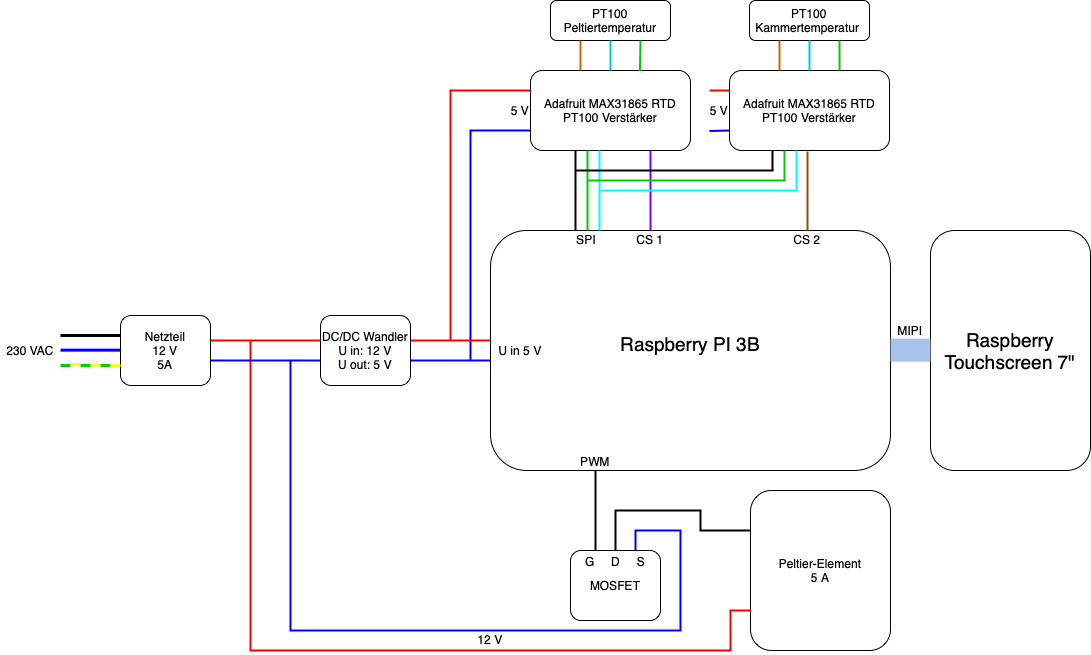 PT100
Peltiertemperatur
PT100
Kammertemperatur
5 V
Adafruit MAX31865 RTD
PT100 Verstärker
5 V
Adafruit MAX31865 RTD
PT100 Verstärker
SPI
CS 1
CS 2
230 VAC
Netzteil
12 V
5A
DC/DC Wandler
U in: 12 V
U out: 5 V
U in 5 V
Raspberry PI 3B
MIPI
Raspberry
Touchscreen 7"
PWM
G D S
MOSFET
Peltier-Element
5 A
12 V